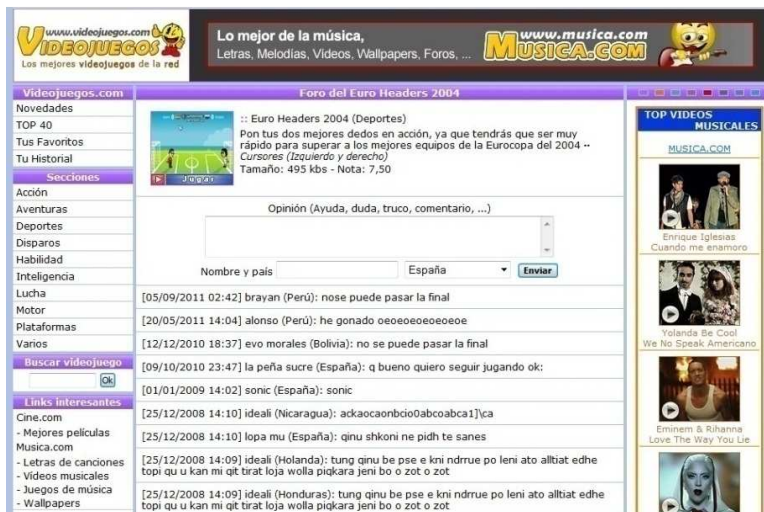 www.videojuegos.com
VIDEOJUEGOS
Los mejores videojuegos de la red
Lo mejor de la música,
Letras, Melodías, Videos, Wallpapers, Foros, ...
www.musica.com
MUSICA.COM
Videojuegos.com
Novedades
TOP 40
Tus Favoritos
Tu Historial
Secciones
Acción
Aventuras
Deportes
Disparos
Habilidad
Inteligencia
Lucha
Motor
Plataformas
Varios
Buscar videojuego
Ok
Links interesantes
Cine.com
- Mejores películas
Musica.com
- Letras de canciones
- Vídeos musicales
- Juegos de música
- Wallpapers
Foro del Euro Headers 2004
Jugar
:: Euro Headers 2004 (Deportes)
Pon tus dos mejores dedos en acción, ya que tendrás que ser muy
rápido para superar a los mejores equipos de la Eurocopa del 2004 --
Cursores (Izquierdo y derecho)
Tamaño: 495 kbs - Nota: 7,50
Opinión (Ayuda, duda, truco, comentario, ...)
Nombre y país España Enviar
[05/09/2011 02:42] brayan (Perú): nose puede pasar la final
[20/05/2011 14:04] alonso (Perú): he gonado oeoeoeoeoeoeoe
[12/12/2010 18:37] evo morales (Bolivia): no se puede pasar la final
[09/10/2010 23:47] la peña sucre (España): q bueno quiero seguir jugando ok:
[01/01/2009 14:02] sonic (España): sonic
[25/12/2008 14:10] ideali (Nicaragua): ackaocaonbcio0abcoabca1]\ca
[25/12/2008 14:10] lopa mu (España): qinu shkoni ne pidh te sanes
[25/12/2008 14:09] ideali (Holanda): tung qinu be pse e kni ndrrue po leni ato alltiat edhe
topi qu u kan mi qit tirat loja wolla piqkara jeni bo o zot o zot
[25/12/2008 14:09] ideali (Honduras): tung qinu be pse e kni ndrrue po leni ato alltiat edhe
topi qu u kan mi qit tirat loja wolla piqkara jeni bo o zot o zot
TOP VIDEOS
MUSICALES
MUSICA.COM
Enrique Iglesias
Cuando me enamoro
Yolanda Be Cool
We No Speak Americano
Eminem & Rihanna
Love The Way You Lie